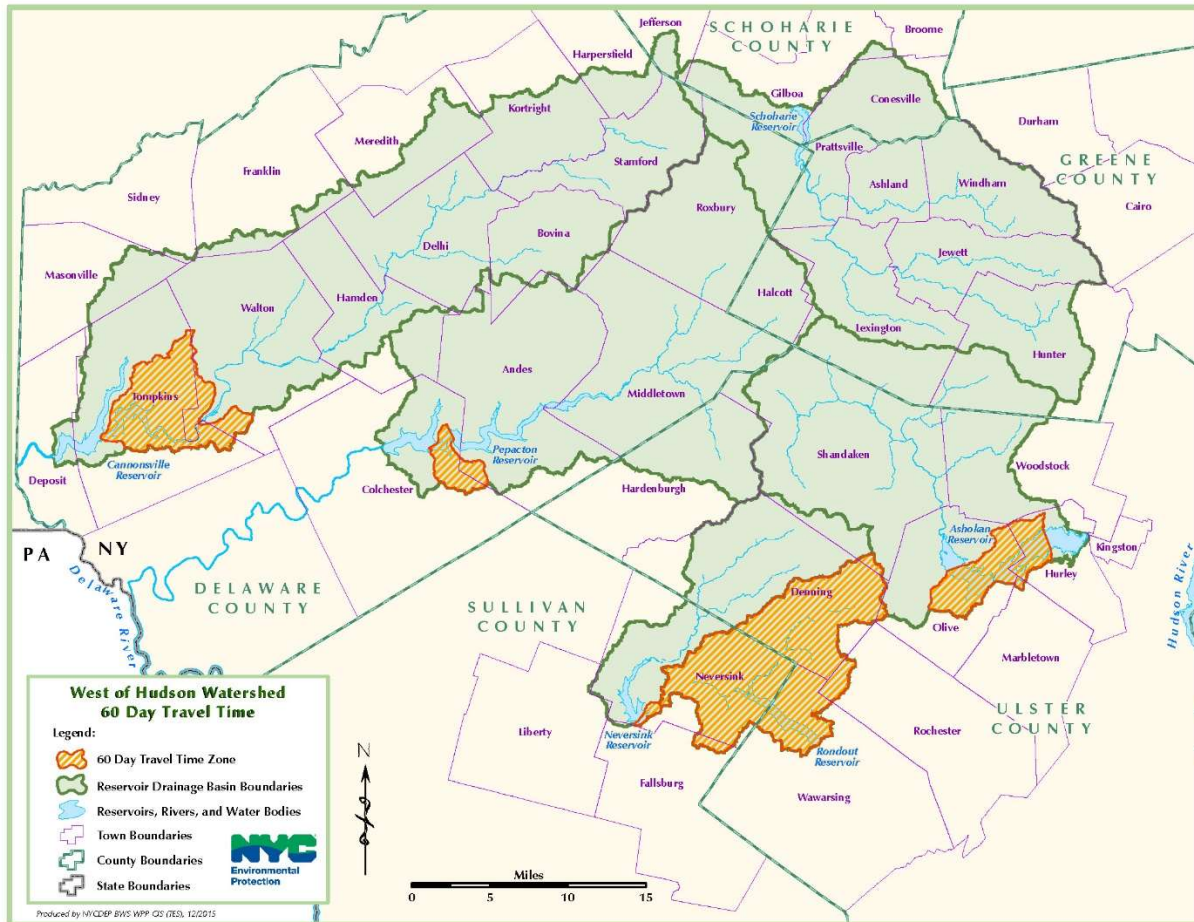 Jefferson
SCHOHARIE
COUNTY
Broome
Harpersfield
Gilboa
Conesville
Kortright
Schoharie
Reservoir
Durham
Meredith
Prattsville
GREENE
COUNTY
Franklin
Stamford
Ashland
Windham
Cairo
Sidney
Roxbury
Bovina
Delhi
Jewett
Masonville
Walton
Hamden
Halcott
Lexington
Hunter
Andes
Tompkins
Middletown
Shandaken
Woodstock
Cannonsville
Reservoir
Pepacton
Reservoir
Deposit
Colchester
Hardenburgh
Ashokan
Reservoir
Kingston
PA
NY
Hurley
Delaware River
DELAWARE
COUNTY
SULLIVAN
COUNTY
Denning
Olive
Hudson River
Marbletown
Neversink
ULSTER
COUNTY
Liberty
Neversink
Reservoir
Rochester
Rondout
Reservoir
Fallsburg
Wawarsing
West of Hudson Watershed
60 Day Travel Time
Legend:
60 Day Travel Time Zone
Reservoir Drainage Basin Boundaries
Reservoirs, Rivers, and Water Bodies
Town Boundaries
County Boundaries
State Boundaries
NYC
Environmental
Protection
N
Miles
0 5 10 15
Produced by NYCDEP BWS WPP GIS (TES), 12/2015